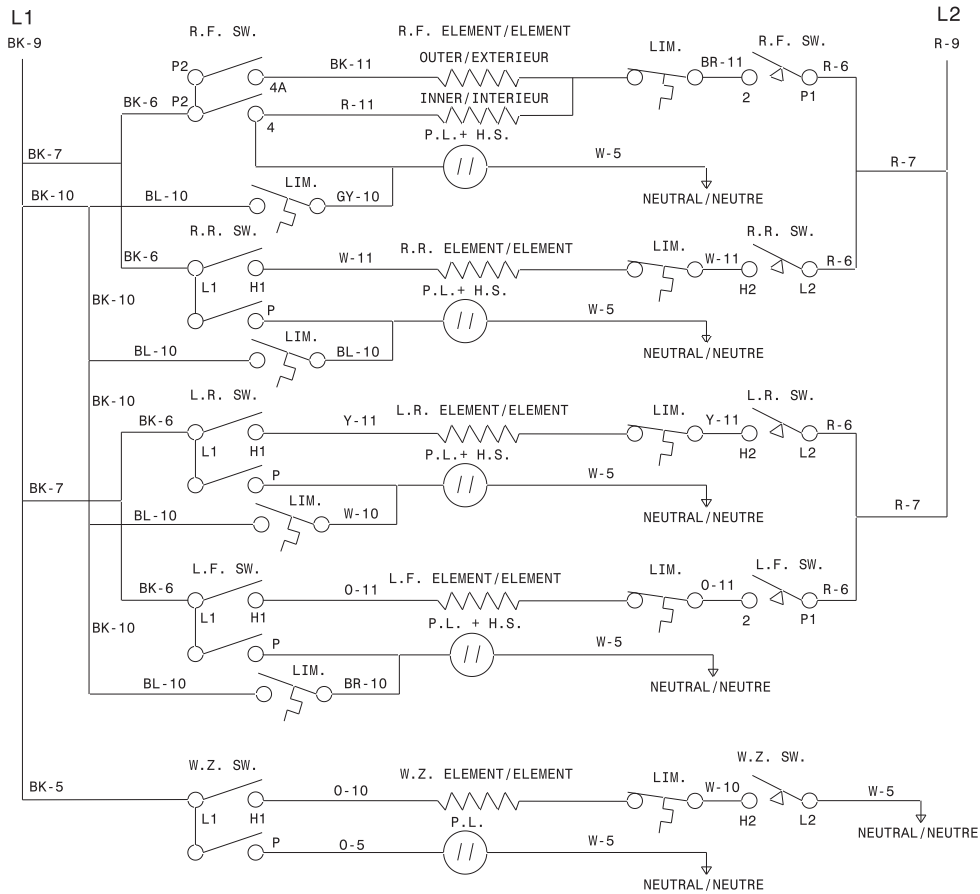 L1
L2
BK-9
R-9
R.F. SW.
R.F. ELEMENT/ELEMENT
LIM.
R.F. SW.
OUTER/EXTERIEUR
P2
BK-11
BR-11
R-6
4A
2
P1
BK-6
P2
R-11
INNER/INTERIEUR
4
P.L.+ H.S.
BK-7
W-5
R-7
BK-10
BL-10
LIM.
GY-10
NEUTRAL/NEUTRE
R.R. SW.
R.R. ELEMENT/ELEMENT
LIM.
R.R. SW.
BK-6
W-11
W-11
R-6
L1
H1
P.L.+ H.S.
H2
L2
BK-10
P
W-5
LIM.
BL-10
BL-10
NEUTRAL/NEUTRE
BK-10
L.R. SW.
L.R. ELEMENT/ELEMENT
LIM.
L.R. SW.
BK-6
Y-11
Y-11
R-6
L1
H1
P.L.+ H.S.
H2
L2
P
W-5
BK-7
R-7
LIM.
BL-10
W-10
NEUTRAL/NEUTRE
L.F. SW.
L.F. ELEMENT/ELEMENT
LIM.
L.F. SW.
BK-6
O-11
O-11
R-6
L1
H1
P.L. + H.S.
2
P1
BK-10
P
W-5
LIM.
BL-10
BR-10
NEUTRAL/NEUTRE
W.Z. SW.
W.Z. ELEMENT/ELEMENT
LIM.
W.Z. SW.
BK-5
O-10
W-10
W-5
L1
H1
P.L.
H2
L2
NEUTRAL/NEUTRE
P
O-5
W-5
NEUTRAL/NEUTRE